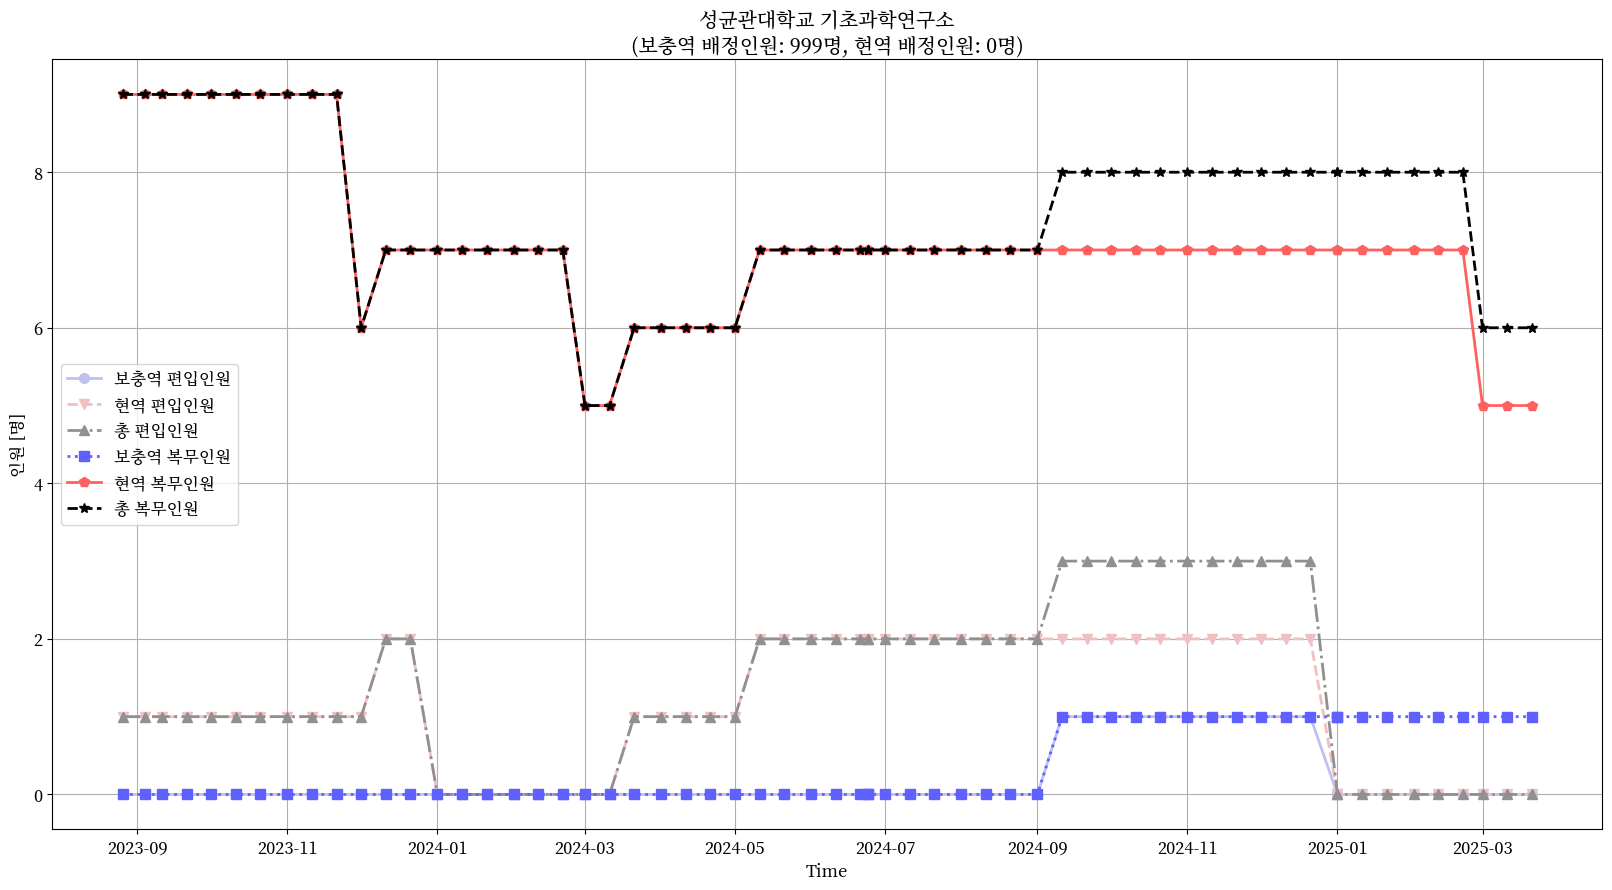 성균관대학교 기초과학연구소
(보충역 배정인원: 999명, 현역 배정인원: 0명)
8
6
4
2
0
인원 [명]
보충역 편입인원
현역 편입인원
총 편입인원
보충역 복무인원
현역 복무인원
총 복무인원
2023-09
2023-11
2024-01
2024-03
2024-05
2024-07
2024-09
2024-11
2025-01
2025-03
Time